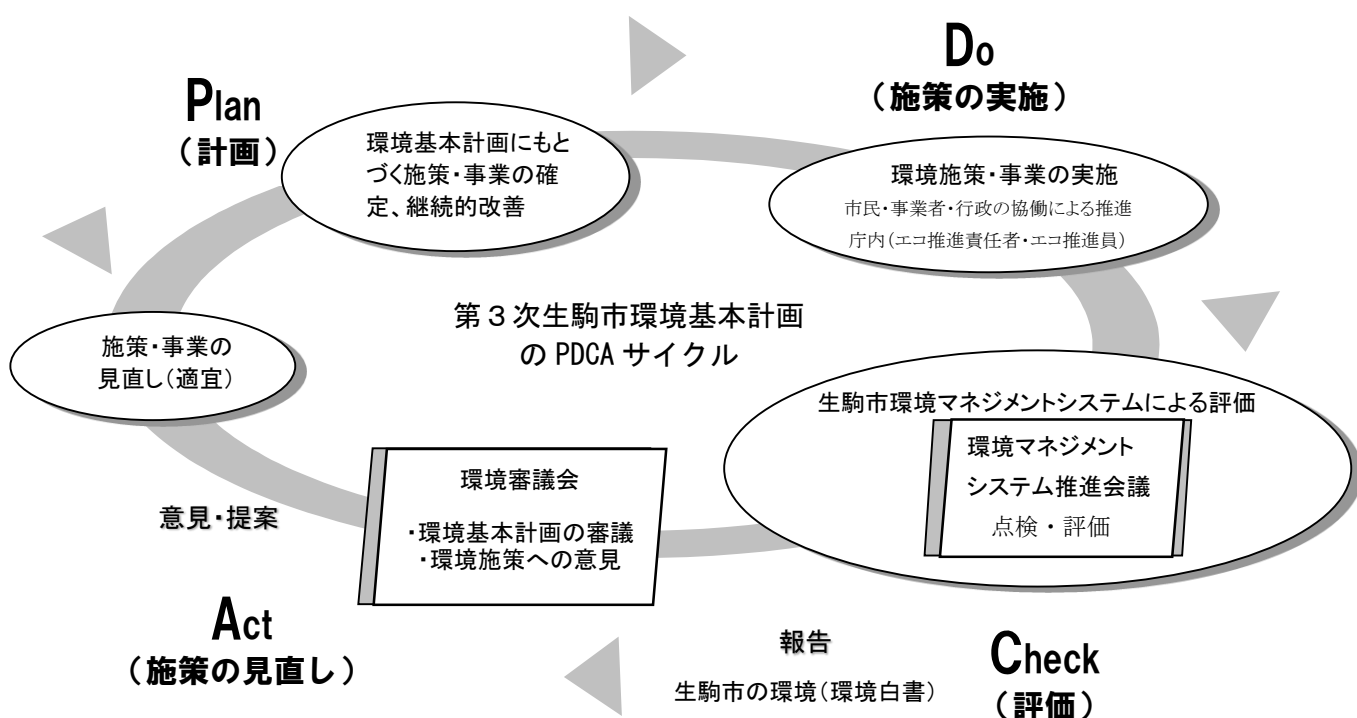 Plan
（計画）
環境基本計画にもと
づく施策・事業の確
定、継続的改善
Do
（施策の実施）
環境施策・事業の実施
市民・事業者・行政の協働による推進
庁内（エコ推進責任者・エコ推進員）
第３次生駒市環境基本計画
の PDCA サイクル
施策・事業の
見直し（適宜）
生駒市環境マネジメントシステムによる評価
環境マネジメント
システム推進会議
点検・評価
環境審議会
・環境基本計画の審議
・環境施策への意見
意見・提案
Act
（施策の見直し）
報告
生駒市の環境（環境白書）
Check
（評価）